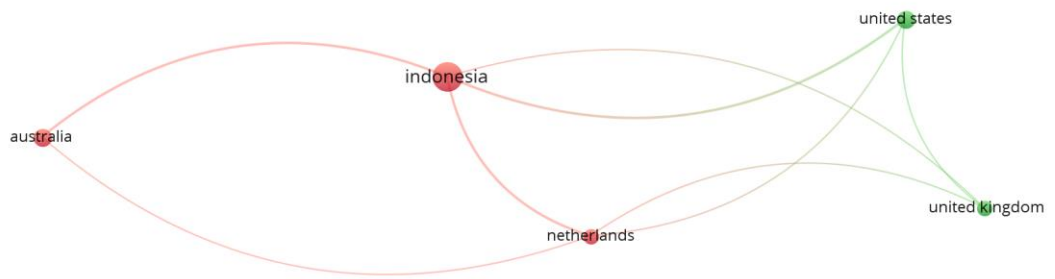 united states
indonesia
australia
united kingdom
netherlands